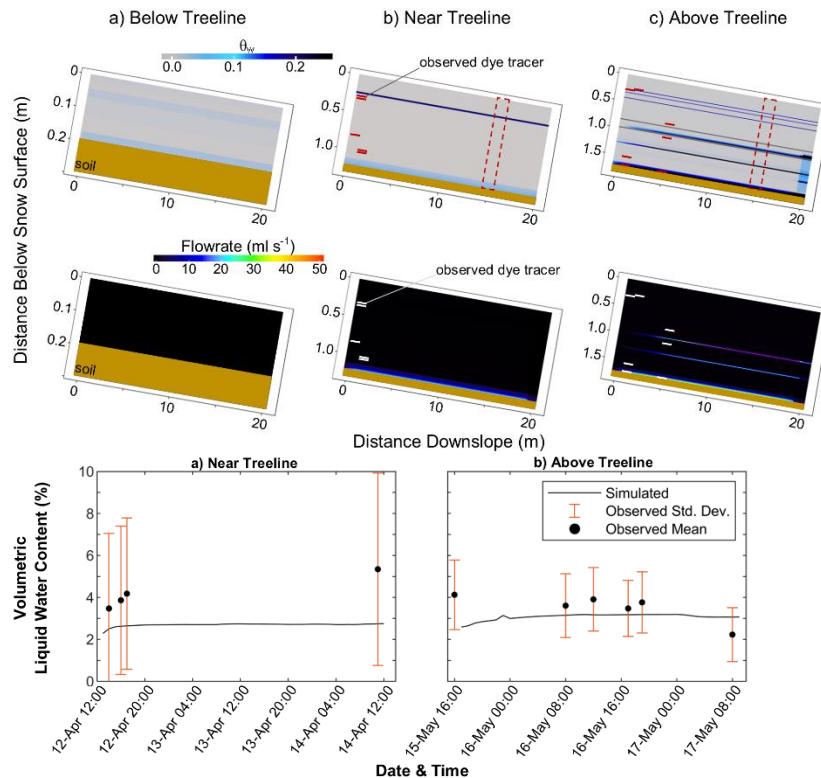 a) Below Treeline
b) Near Treeline
c) Above Treeline
θw
0.0 0.1 0.2
observed dye tracer
0
0.1
0.2
soil
0 10 20
0
0.5
1.0
0 10 20
0
0.5
1.0
1.5
0 10 20
Distance Below Snow Surface (m)
Flowrate (ml s-1)
0 10 20 30 40 50
observed dye tracer
0
0.1
0.2
soil
0 10 20
0
0.5
1.0
0 10 20
0
0.5
1.0
1.5
0 10 20
Distance Downslope (m)
a) Near Treeline
b) Above Treeline
10
8
6
4
2
0
Volumetric
Liquid Water Content (%)
Simulated
Observed Std. Dev.
Observed Mean
12-Apr 12:00
12-Apr 20:00
13-Apr 04:00
13-Apr 12:00
13-Apr 20:00
14-Apr 04:00
14-Apr 12:00
15-May 16:00
16-May 00:00
16-May 08:00
16-May 16:00
17-May 00:00
17-May 08:00
Date & Time